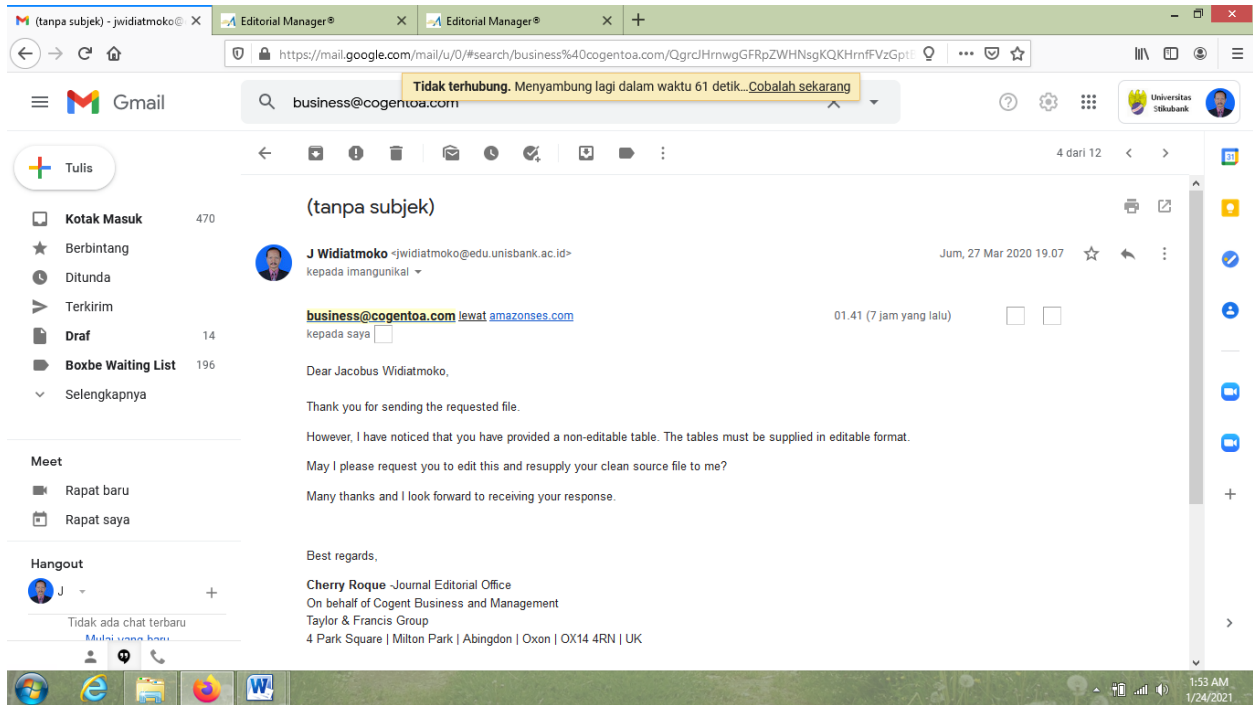 (tanpa subjek) - jwidiatmoko@
Editorial Manager®
Editorial Manager®
https://mail.google.com/mail/u/0/#search/business%40cogentoa.com/
Gmail
business@cogentoa.com
Tidak terhubung. Menyambung lagi dalam waktu 61 detik...Cobalah sekarang
Universitas
Stikubank
Tulis
4 dari 12
31
(tanpa subjek)
Kotak Masuk 470
Berbintang
Ditunda
Terkirim
Draf 14
Boxbe Waiting List 196
Selengkapnya
J Widiatmoko <jwidiatmoko@edu.unisbank.ac.id>
Jum, 27 Mar 2020 19.07
kepada imangunikal
business@cogentoa.com lewat amazonses.com
01.41 (7 jam yang lalu)
kepada saya
Dear Jacobus Widiatmoko,
Thank you for sending the requested file.
However, I have noticed that you have provided a non-editable table. The tables must be supplied in editable format.
May I please request you to edit this and resupply your clean source file to me?
Many thanks and I look forward to receiving your response.
Best regards,
Cherry Roque -Journal Editorial Office
On behalf of Cogent Business and Management
Taylor & Francis Group
4 Park Square | Milton Park | Abingdon | Oxon | OX14 4RN | UK
Meet
Rapat baru
Rapat saya
Hangout
J
Tidak ada chat terbaru
Mulai yang baru
1:53 AM
1/24/2021